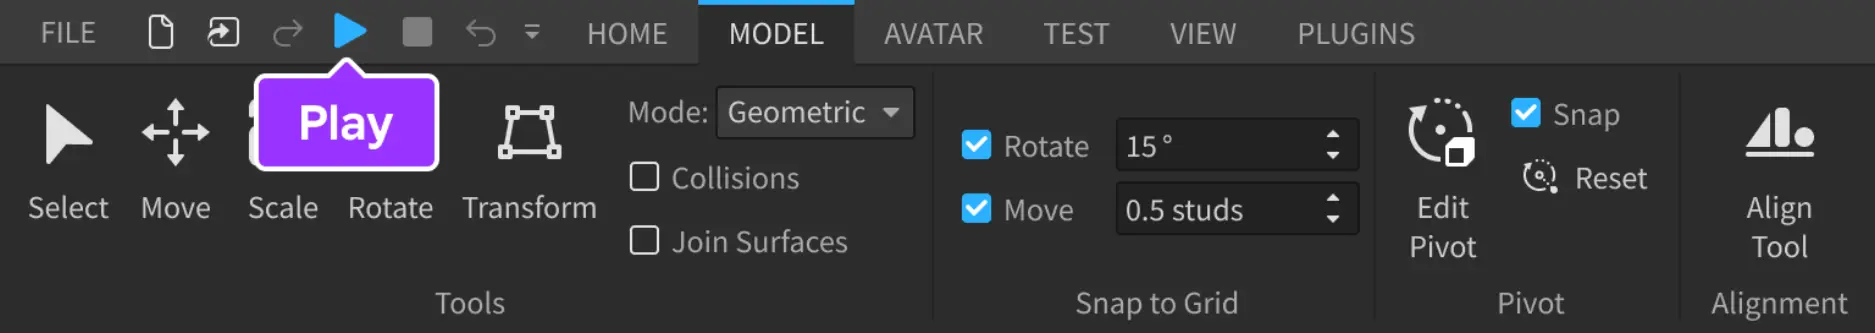 FILE
HOME
MODEL
AVATAR
TEST
VIEW
PLUGINS
Play
Select
Move
Scale
Rotate
Transform
Mode: Geometric
Collisions
Join Surfaces
Tools
Rotate 15°
Move 0.5 studs
Snap to Grid
Edit
Pivot
Snap
Reset
Pivot
Align
Tool
Alignment